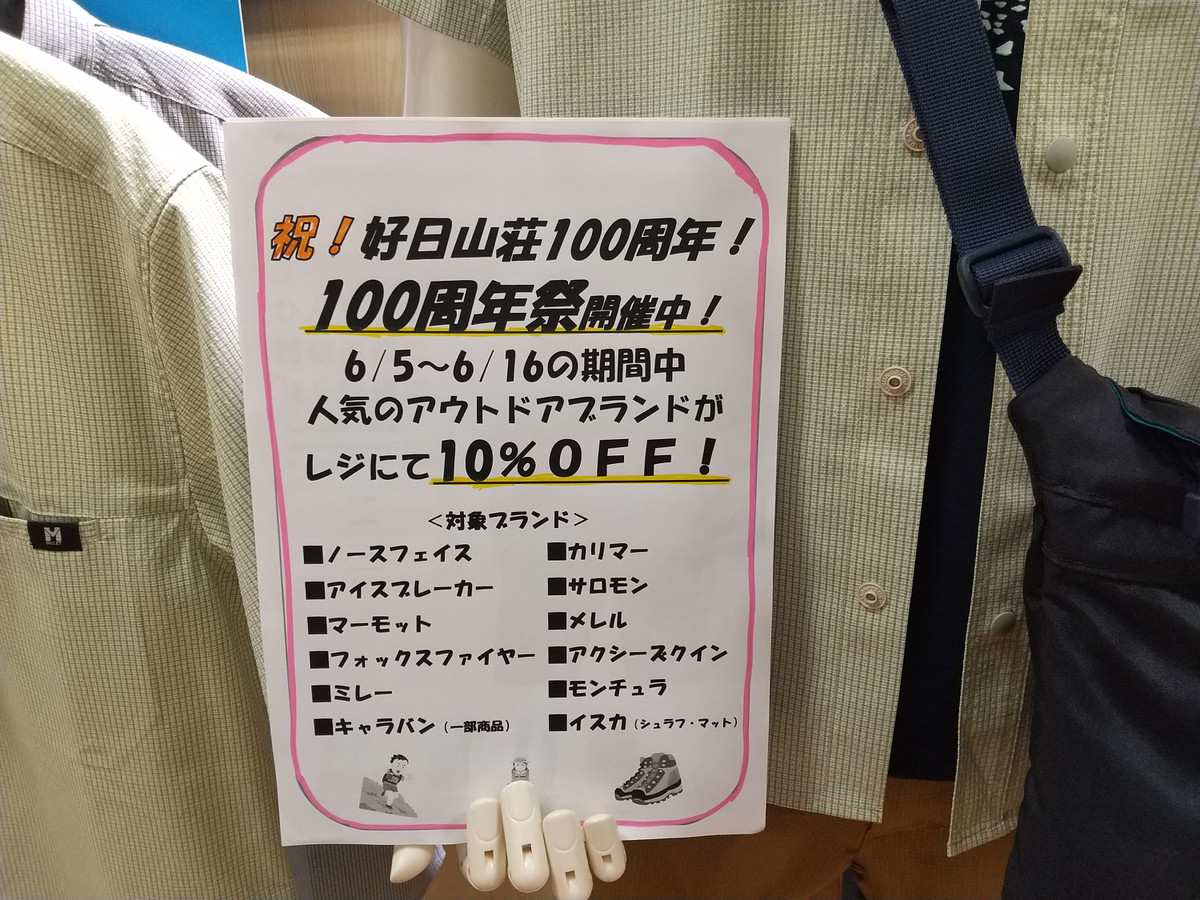 祝！好日山荘100周年！
100周年祭開催中！
6/5～6/16の期間中
人気のアウトドアブランドが
レジにて10％ＯＦＦ！
＜対象ブランド＞
■ノースフェイス ■カリマー
■アイスブレーカー ■サロモン
■マーモット ■メレル
■フォックスファイヤー ■アクシーズクイン
■ミレー ■モンチュラ
■キャラバン（一部商品） ■イスカ（シュラフ・マット）
M